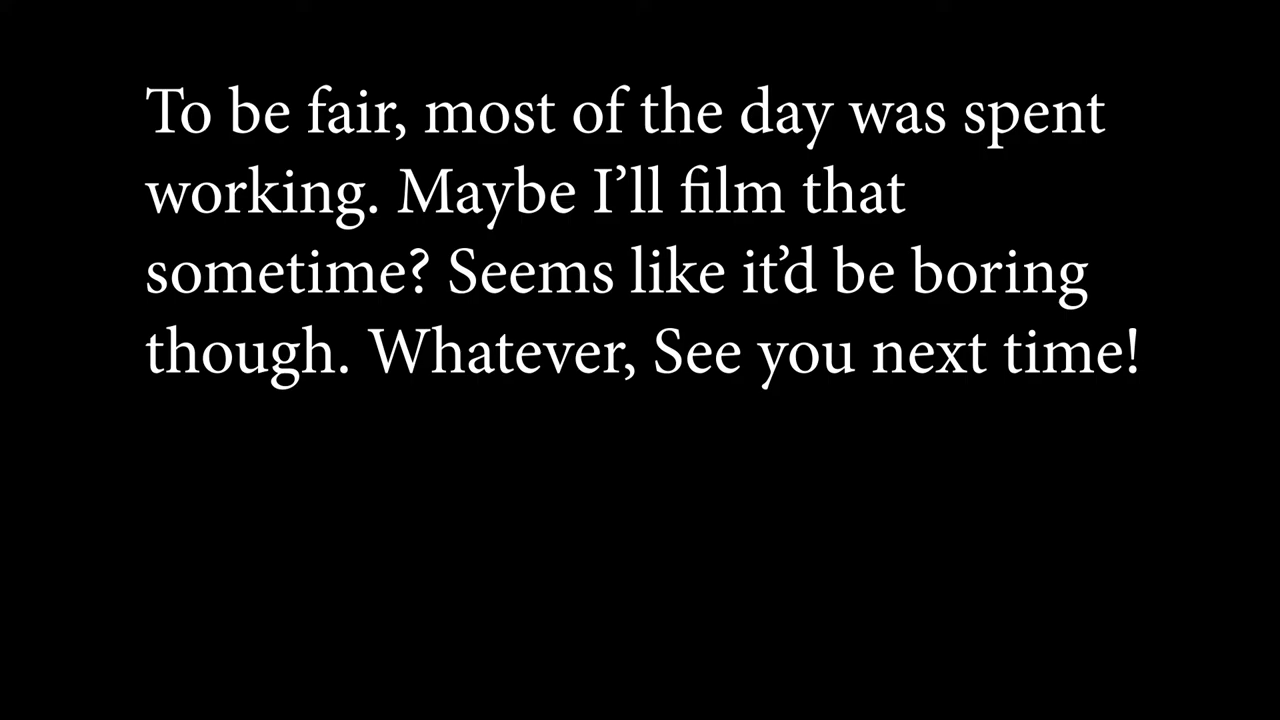 To be fair, most of the day was spent
working. Maybe I’ll film that
sometime? Seems like it’d be boring
though. Whatever, See you next time!